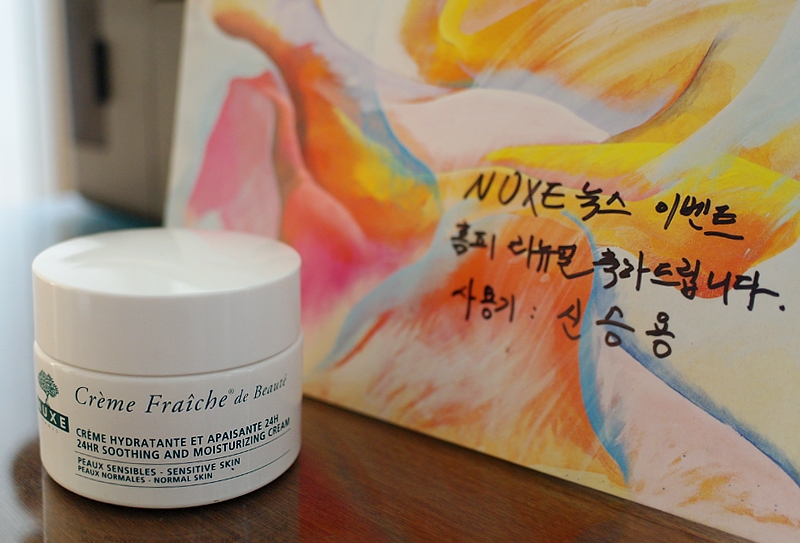 NUXE
Crème Fraîche® de Beauté
CRÈME HYDRATANTE ET APAISANTE 24H
24HR SOOTHING AND MOISTURIZING CREAM
PEAUX SENSIBLES - SENSITIVE SKIN
PEAUX NORMALES - NORMAL SKIN
NUXE 눅스 이벤트
홈피 리뉴얼 축하드립니다.
사용기 : 신승용